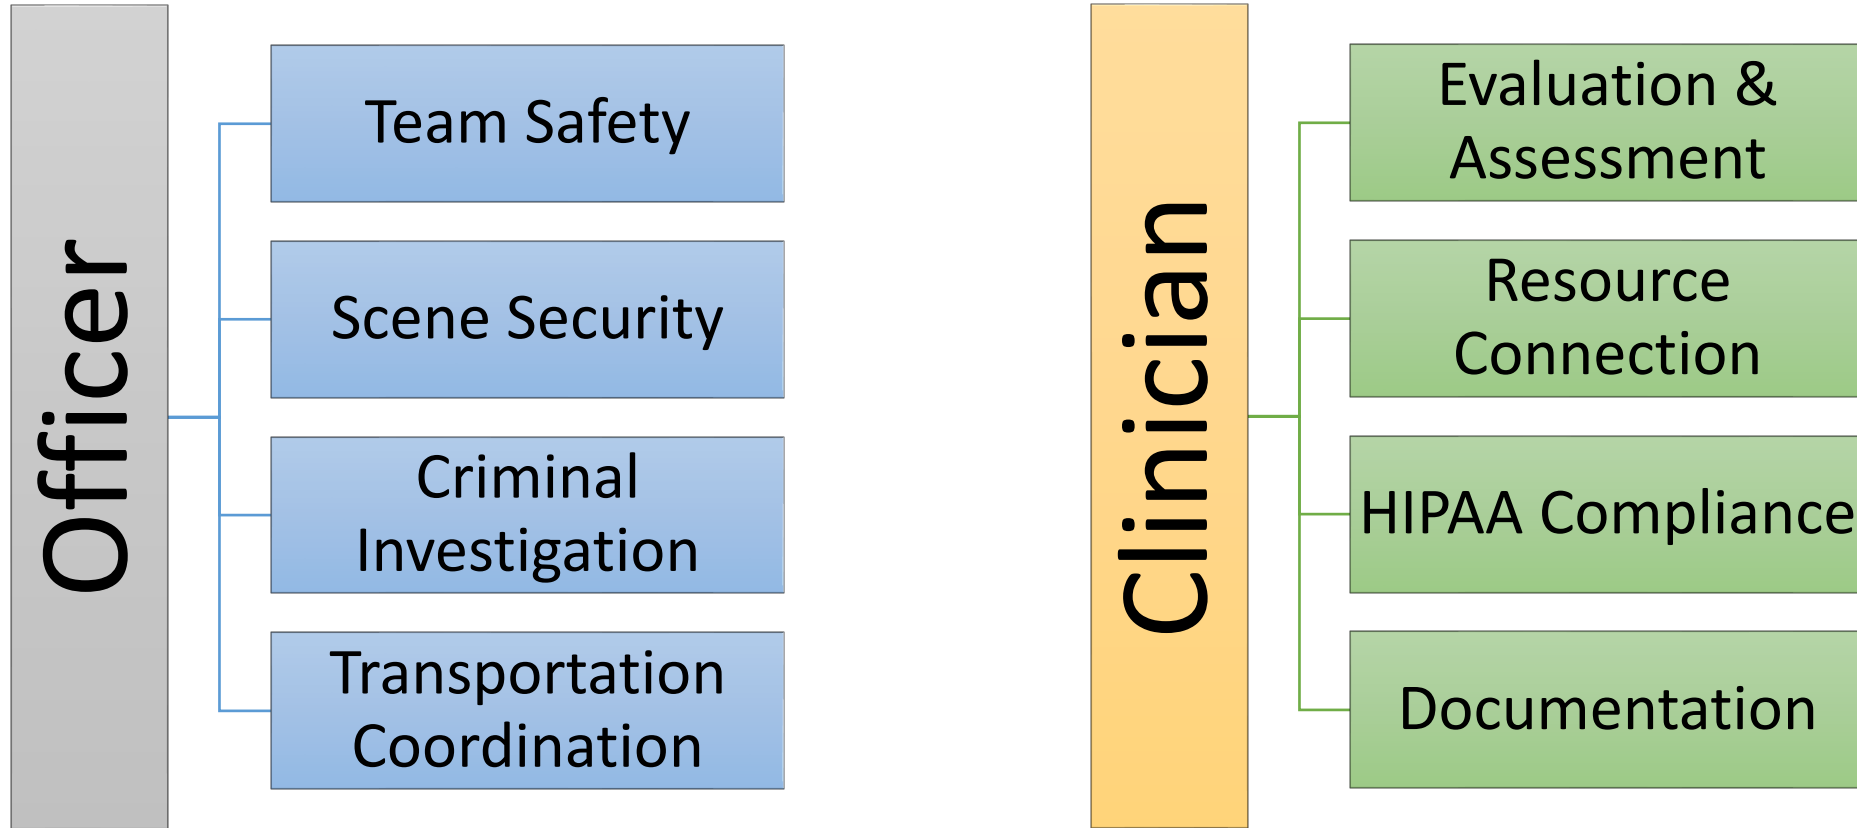 Officer
Team Safety
Scene Security
Criminal
Investigation
Transportation
Coordination
Clinician
Evaluation &
Assessment
Resource
Connection
HIPAA Compliance
Documentation